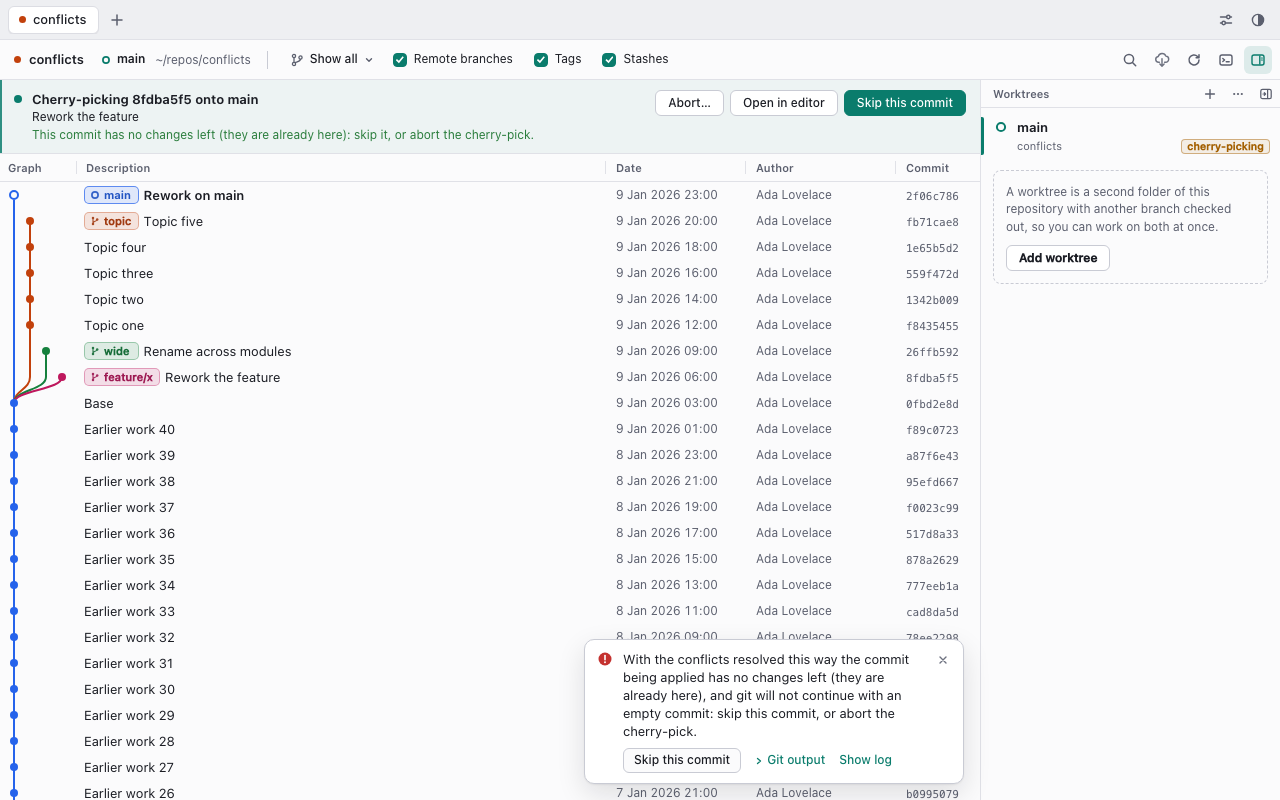 conflicts
conflicts main ~/repos/conflicts Show all Remote branches Tags Stashes
Cherry-picking 8fdba5f5 onto main
Rework the feature
This commit has no changes left (they are already here): skip it, or abort the cherry-pick.
Abort... Open in editor Skip this commit
Worktrees
main
conflicts cherry-picking
A worktree is a second folder of this
repository with another branch checked
out, so you can work on both at once.
Add worktree
Graph Description Date Author Commit
main Rework on main 9 Jan 2026 23:00 Ada Lovelace 2f06c786
topic Topic five 9 Jan 2026 20:00 Ada Lovelace fb71cae8
Topic four 9 Jan 2026 18:00 Ada Lovelace 1e65b5d2
Topic three 9 Jan 2026 16:00 Ada Lovelace 559f472d
Topic two 9 Jan 2026 14:00 Ada Lovelace 1342b009
Topic one 9 Jan 2026 12:00 Ada Lovelace f8435455
wide Rename across modules 9 Jan 2026 09:00 Ada Lovelace 26ffb592
feature/x Rework the feature 9 Jan 2026 06:00 Ada Lovelace 8fdba5f5
Base 9 Jan 2026 03:00 Ada Lovelace 0fbd2e8d
Earlier work 40 9 Jan 2026 01:00 Ada Lovelace f89c0723
Earlier work 39 8 Jan 2026 23:00 Ada Lovelace a87f6e43
Earlier work 38 8 Jan 2026 21:00 Ada Lovelace 95efd667
Earlier work 37 8 Jan 2026 19:00 Ada Lovelace f0023c99
Earlier work 36 8 Jan 2026 17:00 Ada Lovelace 517d8a33
Earlier work 35 8 Jan 2026 15:00 Ada Lovelace 878a2629
Earlier work 34 8 Jan 2026 13:00 Ada Lovelace 777eeb1a
Earlier work 33 8 Jan 2026 11:00 Ada Lovelace cad8da5d
Earlier work 32 8 Jan 2026 09:00 Ada Lovelace 78ee2298
Earlier work 31
Earlier work 30
Earlier work 29
Earlier work 28
Earlier work 27
Earlier work 26 7 Jan 2026 21:00 Ada Lovelace b0995079
With the conflicts resolved this way the commit
being applied has no changes left (they are
already here), and git will not continue with an
empty commit: skip this commit, or abort the
cherry-pick.
Skip this commit Git output Show log